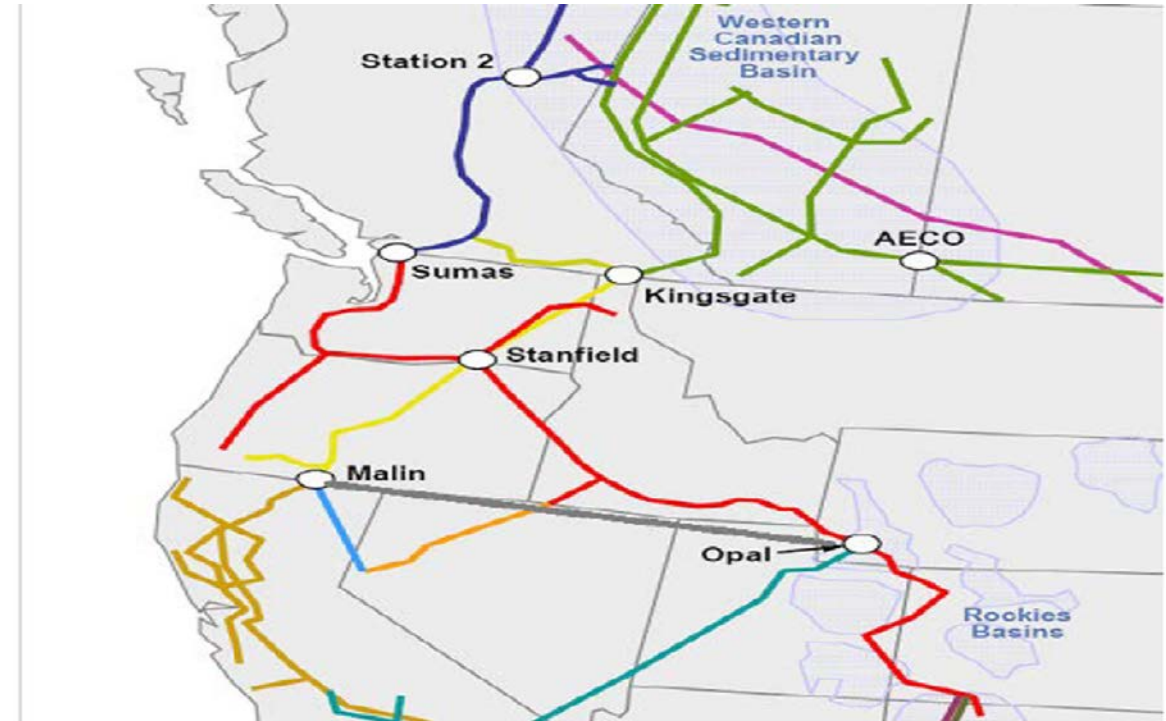 Western
Canadian
Sedimentary
Basin
Station 2
AECO
Sumas
Kingsgate
Stanfield
Malin
Opal
Rockies
Basins